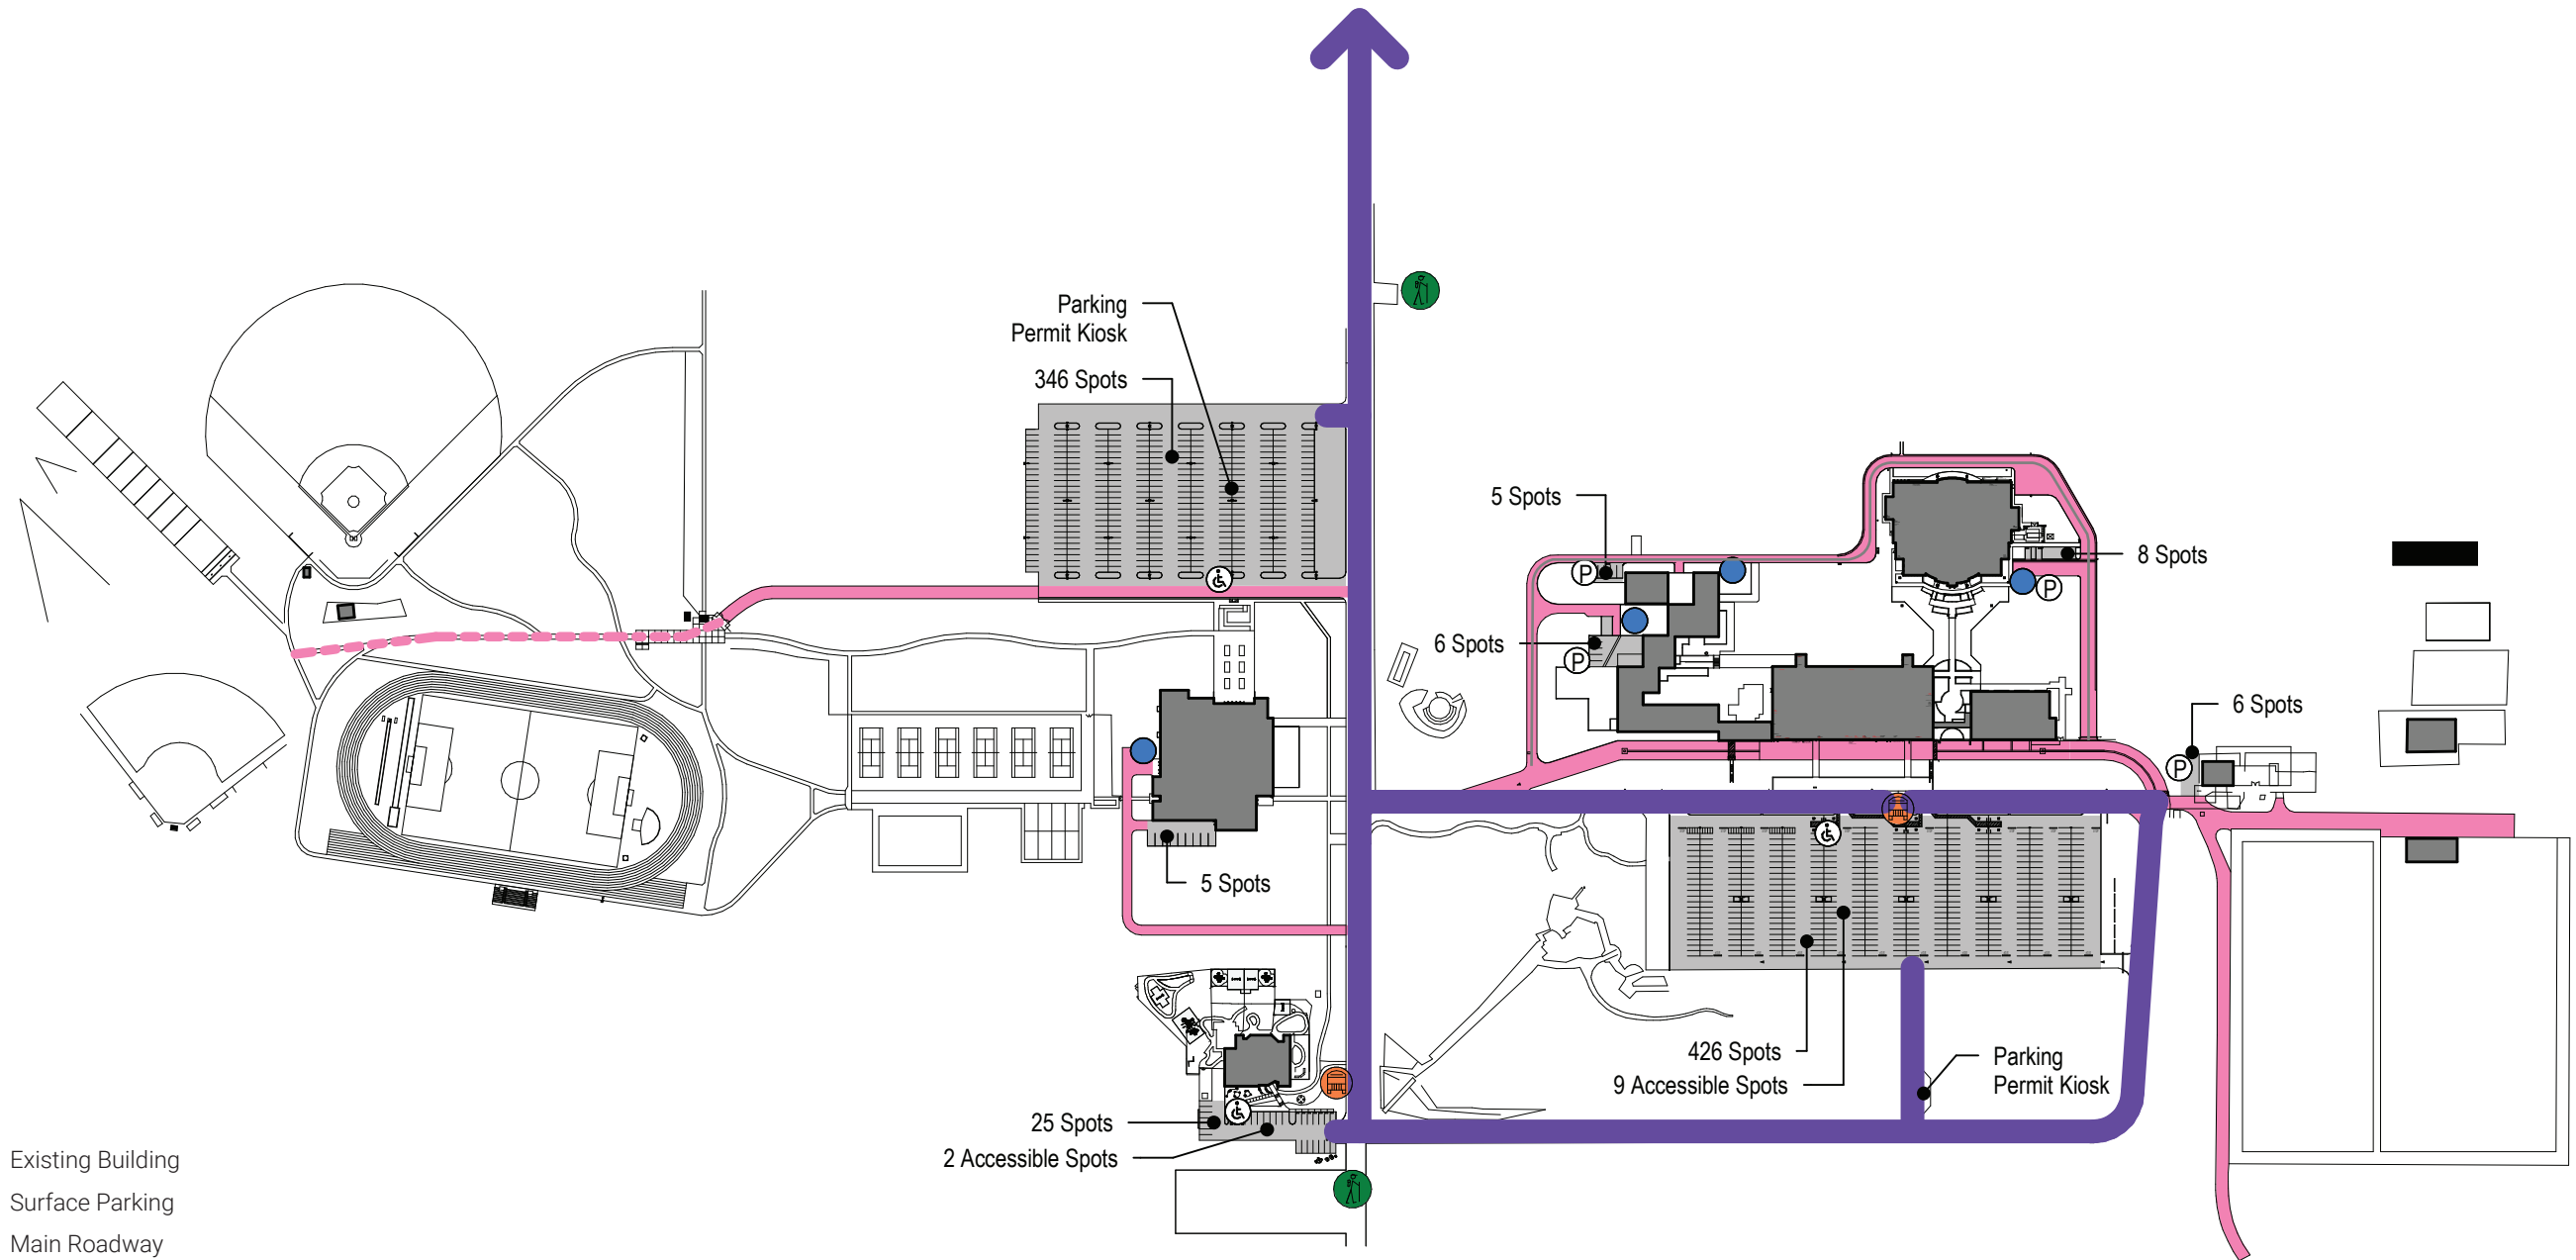 Parking
Permit Kiosk
346 Spots
5 Spots
P
8 Spots
P
6 Spots
P
6 Spots
P
5 Spots
426 Spots
9 Accessible Spots
Parking
Permit Kiosk
25 Spots
2 Accessible Spots
Existing Building
Surface Parking
Main Roadway